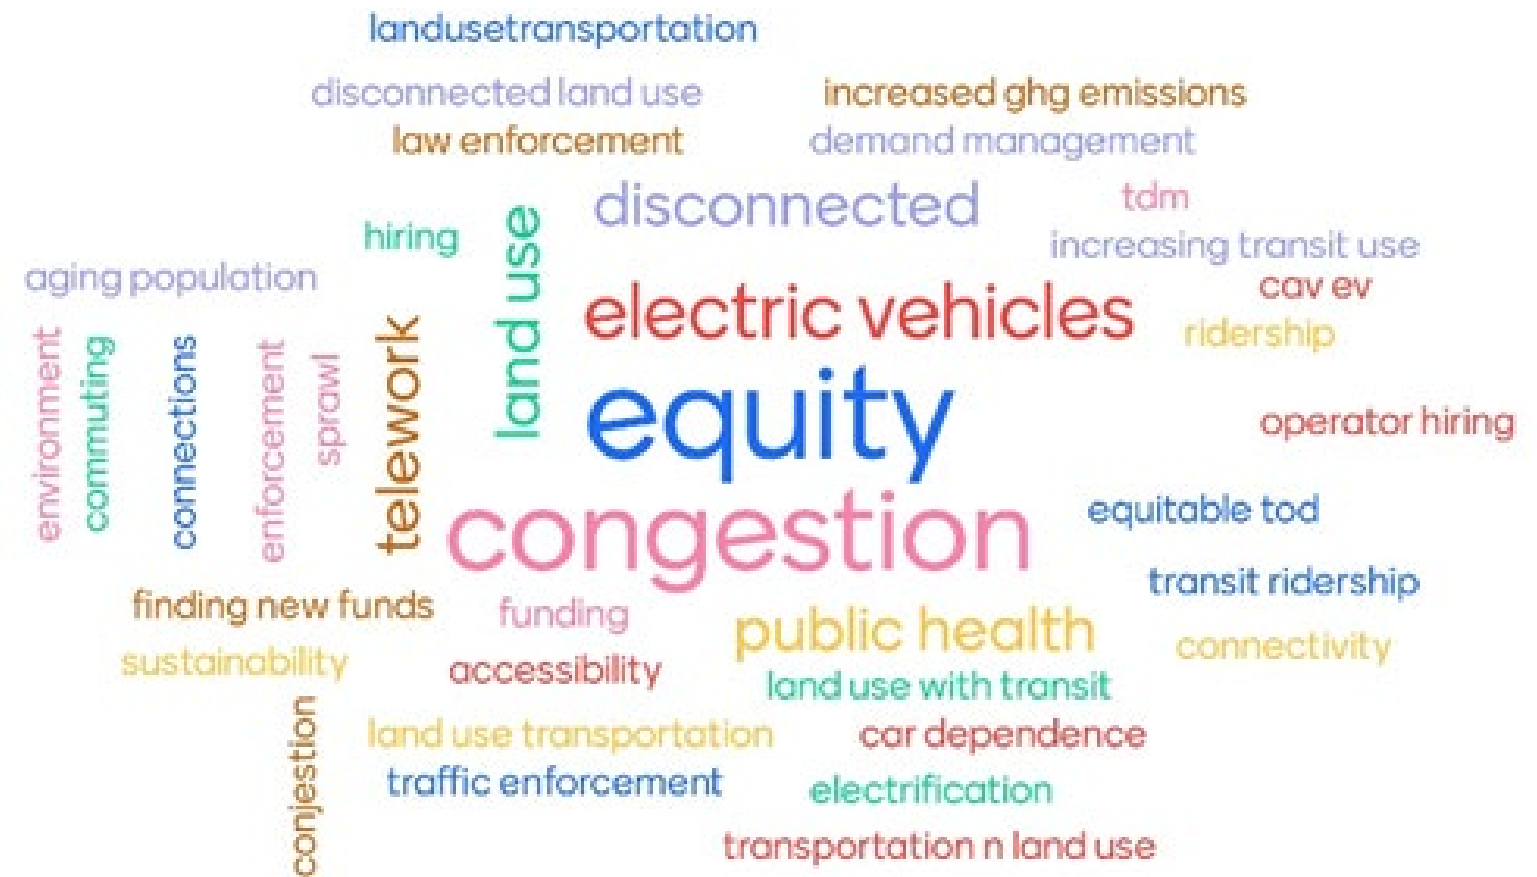 landusetransportation
disconnected land use
increased ghg emissions
law enforcement
demand management
disconnected
tdm
hiring
land use
increasing transit use
aging population
electric vehicles
cav ev
ridership
environment
commuting
connections
enforcement
sprawl
telework
equity
operator hiring
congestion
equitable tod
transit ridership
finding new funds
funding
public health
connectivity
sustainability
accessibility
land use with transit
conjestion
land use transportation
car dependence
traffic enforcement
electrification
transportation n land use